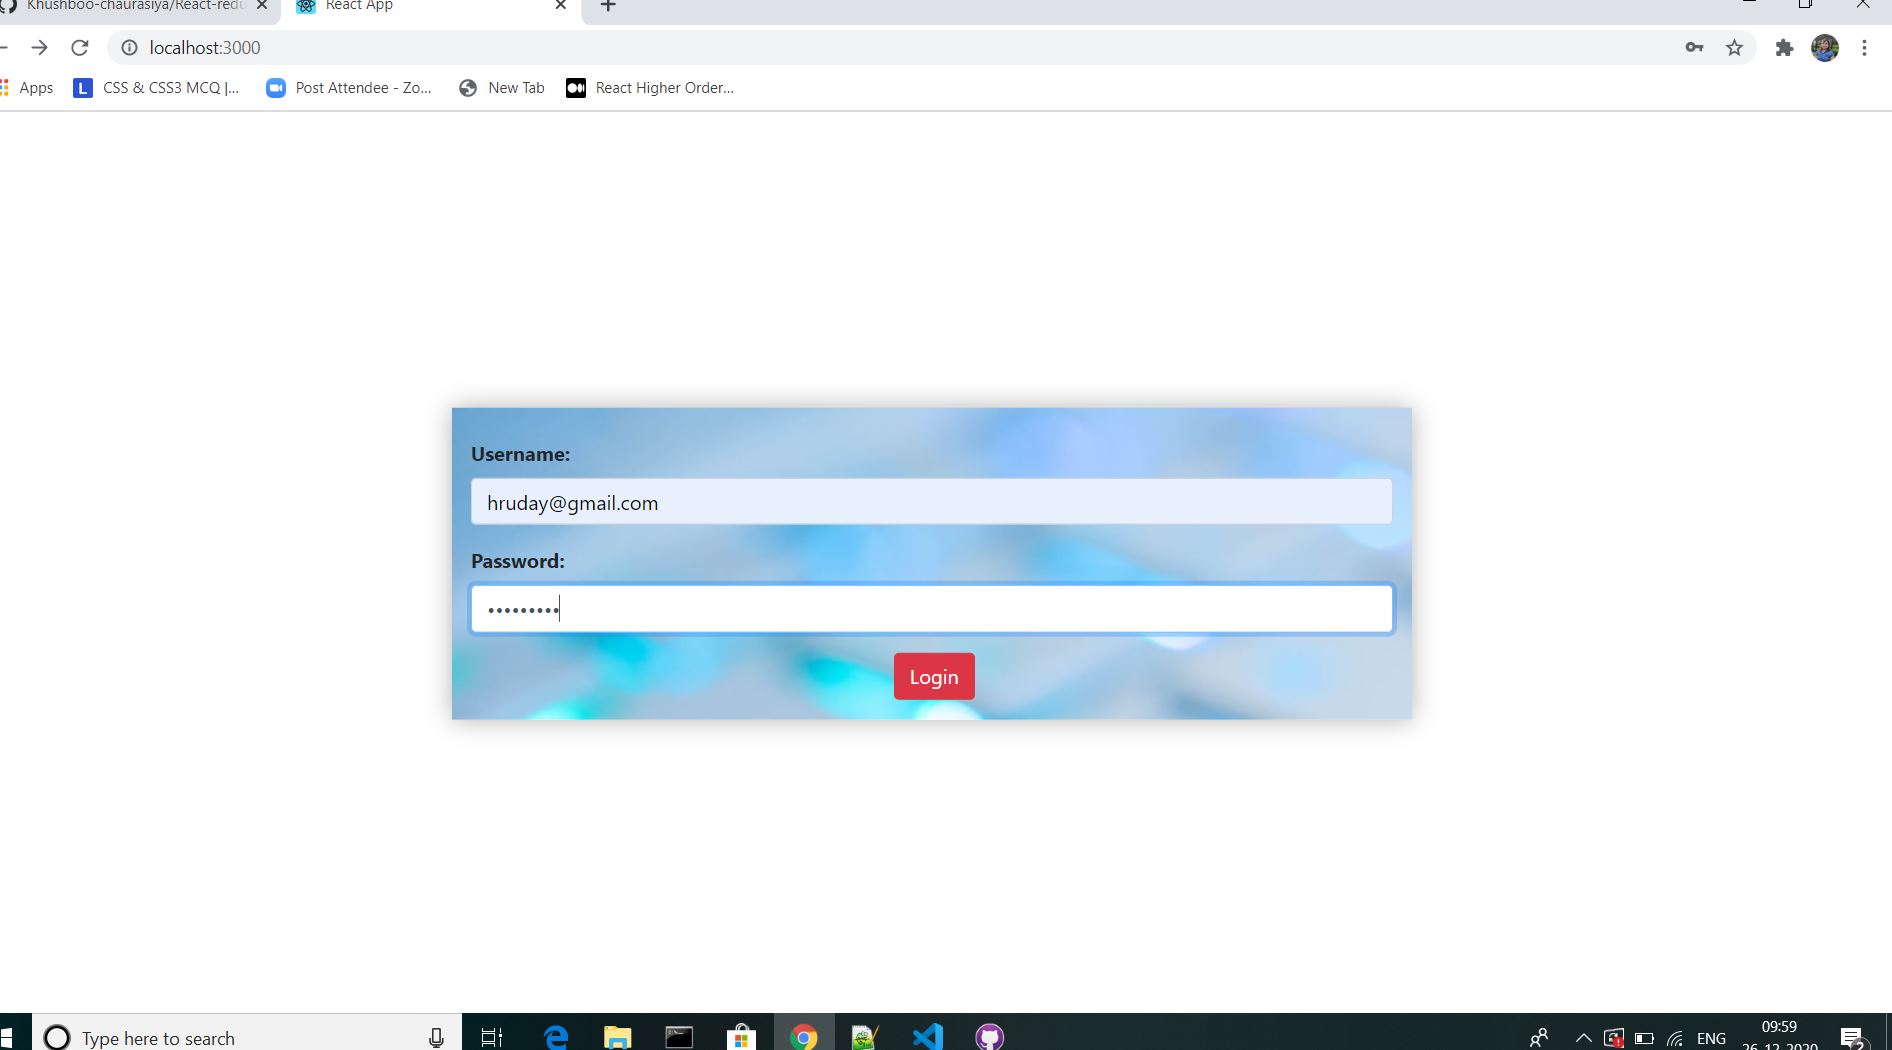 Khushboo-chaurasiya/React-redu
React App
localhost:3000
Apps
L
CSS & CSS3 MCQ |...
Post Attendee - Zo...
New Tab
React Higher Order...
Username:
hruday@gmail.com
Password:
•••••••••
Login
Type here to search
ENG
09:59
26-12-2020
2